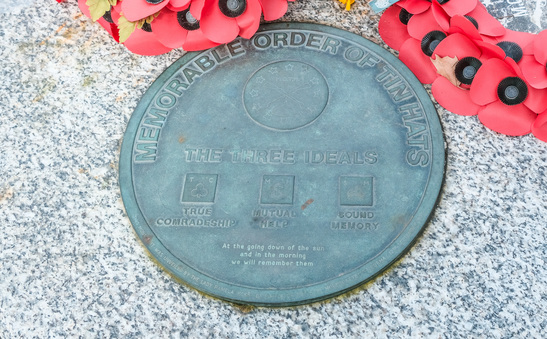 MEMORABLE ORDER OF TIN HATS
THE THREE IDEALS
TRUE
COMRADESHIP
MUTUAL
HELP
SOUND
MEMORY
At the going down of the sun
and in the morning
we will remember them